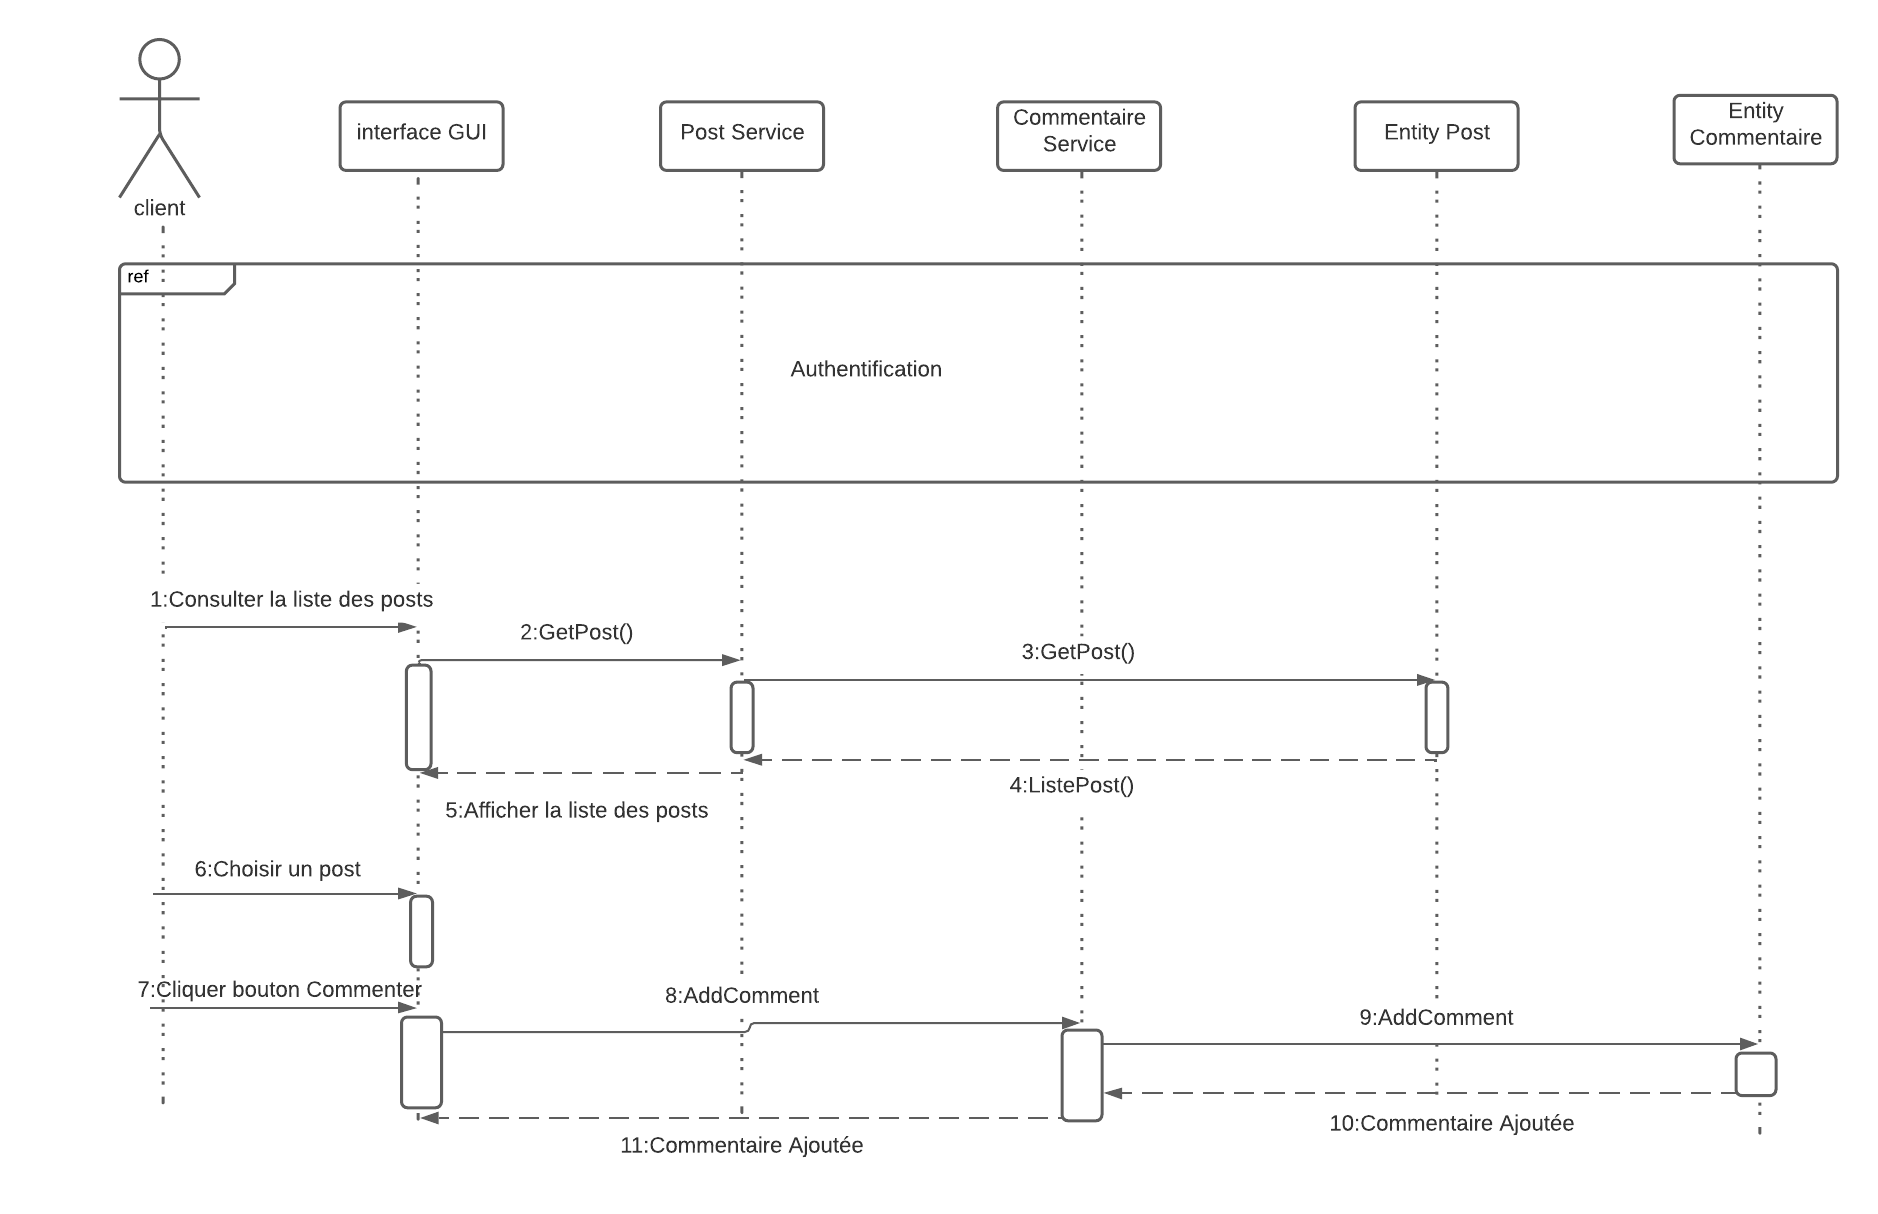 client
interface GUI
Post Service
Commentaire
Service
Entity Post
Entity
Commentaire
ref
Authentification
1:Consulter la liste des posts
2:GetPost()
3:GetPost()
4:ListePost()
5:Afficher la liste des posts
6:Choisir un post
7:Cliquer bouton Commenter
8:AddComment
9:AddComment
10:Commentaire Ajoutée
11:Commentaire Ajoutée